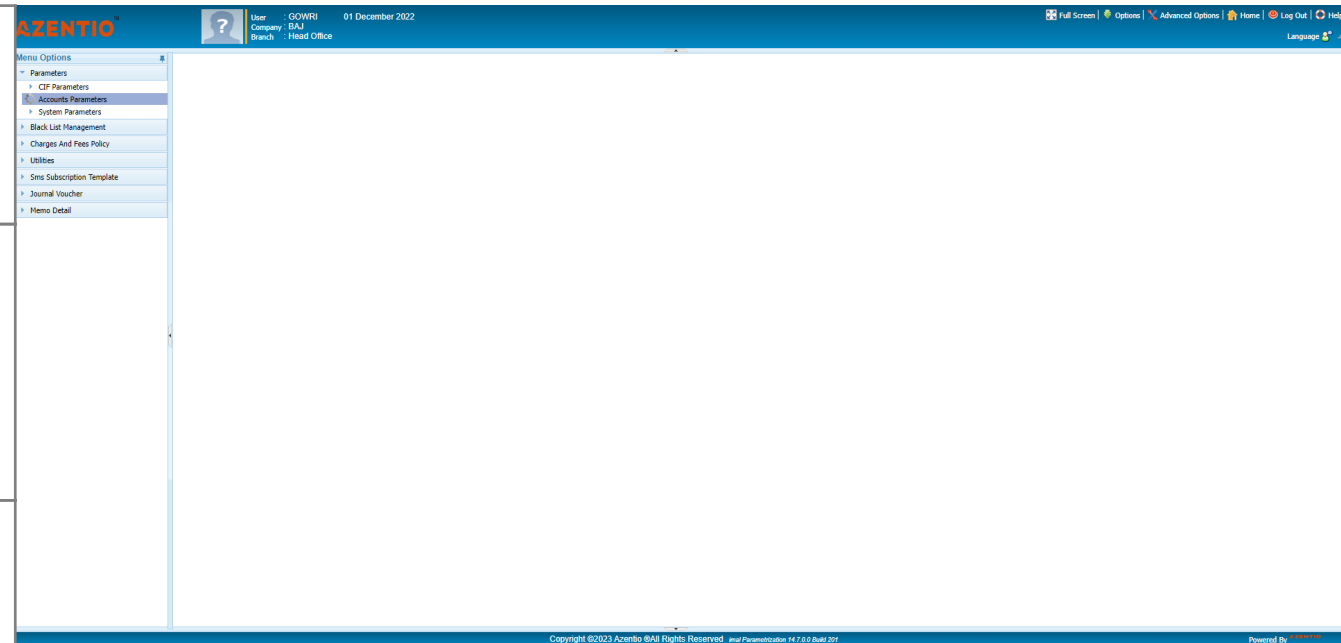 AZENTIO™
?
User : GOWRI 01 December 2022
Company : BAJ
Branch : Head Office
Full Screen | Options | Advanced Options | Home | Log Out | Help
Language
Menu Options
Parameters
CIF Parameters
Accounts Parameters
System Parameters
Black List Management
Charges And Fees Policy
Utilities
Sms Subscription Template
Journal Voucher
Memo Detail
Copyright ©2023 Azentio ®All Rights Reserved imal Parametrization 14.7.0.0 Build 201
Powered By AZENTIO